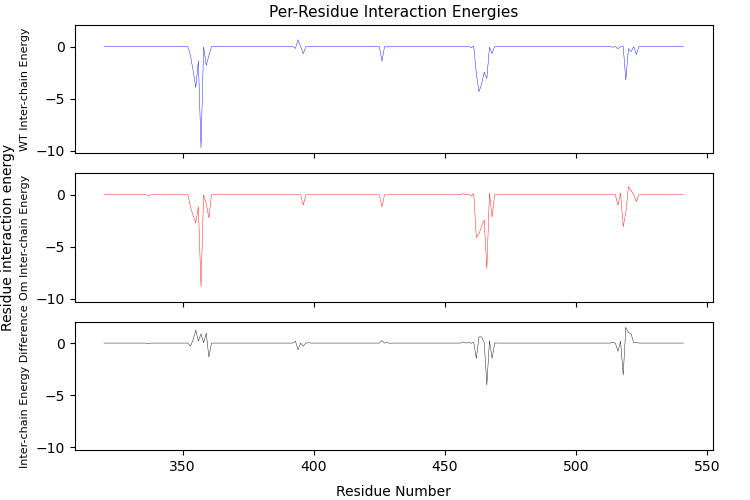 Per-Residue Interaction Energies
Residue interaction energy
WT Inter-chain Energy
0
−5
−10
Om Inter-chain Energy
0
−5
−10
Inter-chain Energy Difference
0
−5
−10
350
400
450
500
550
Residue Number